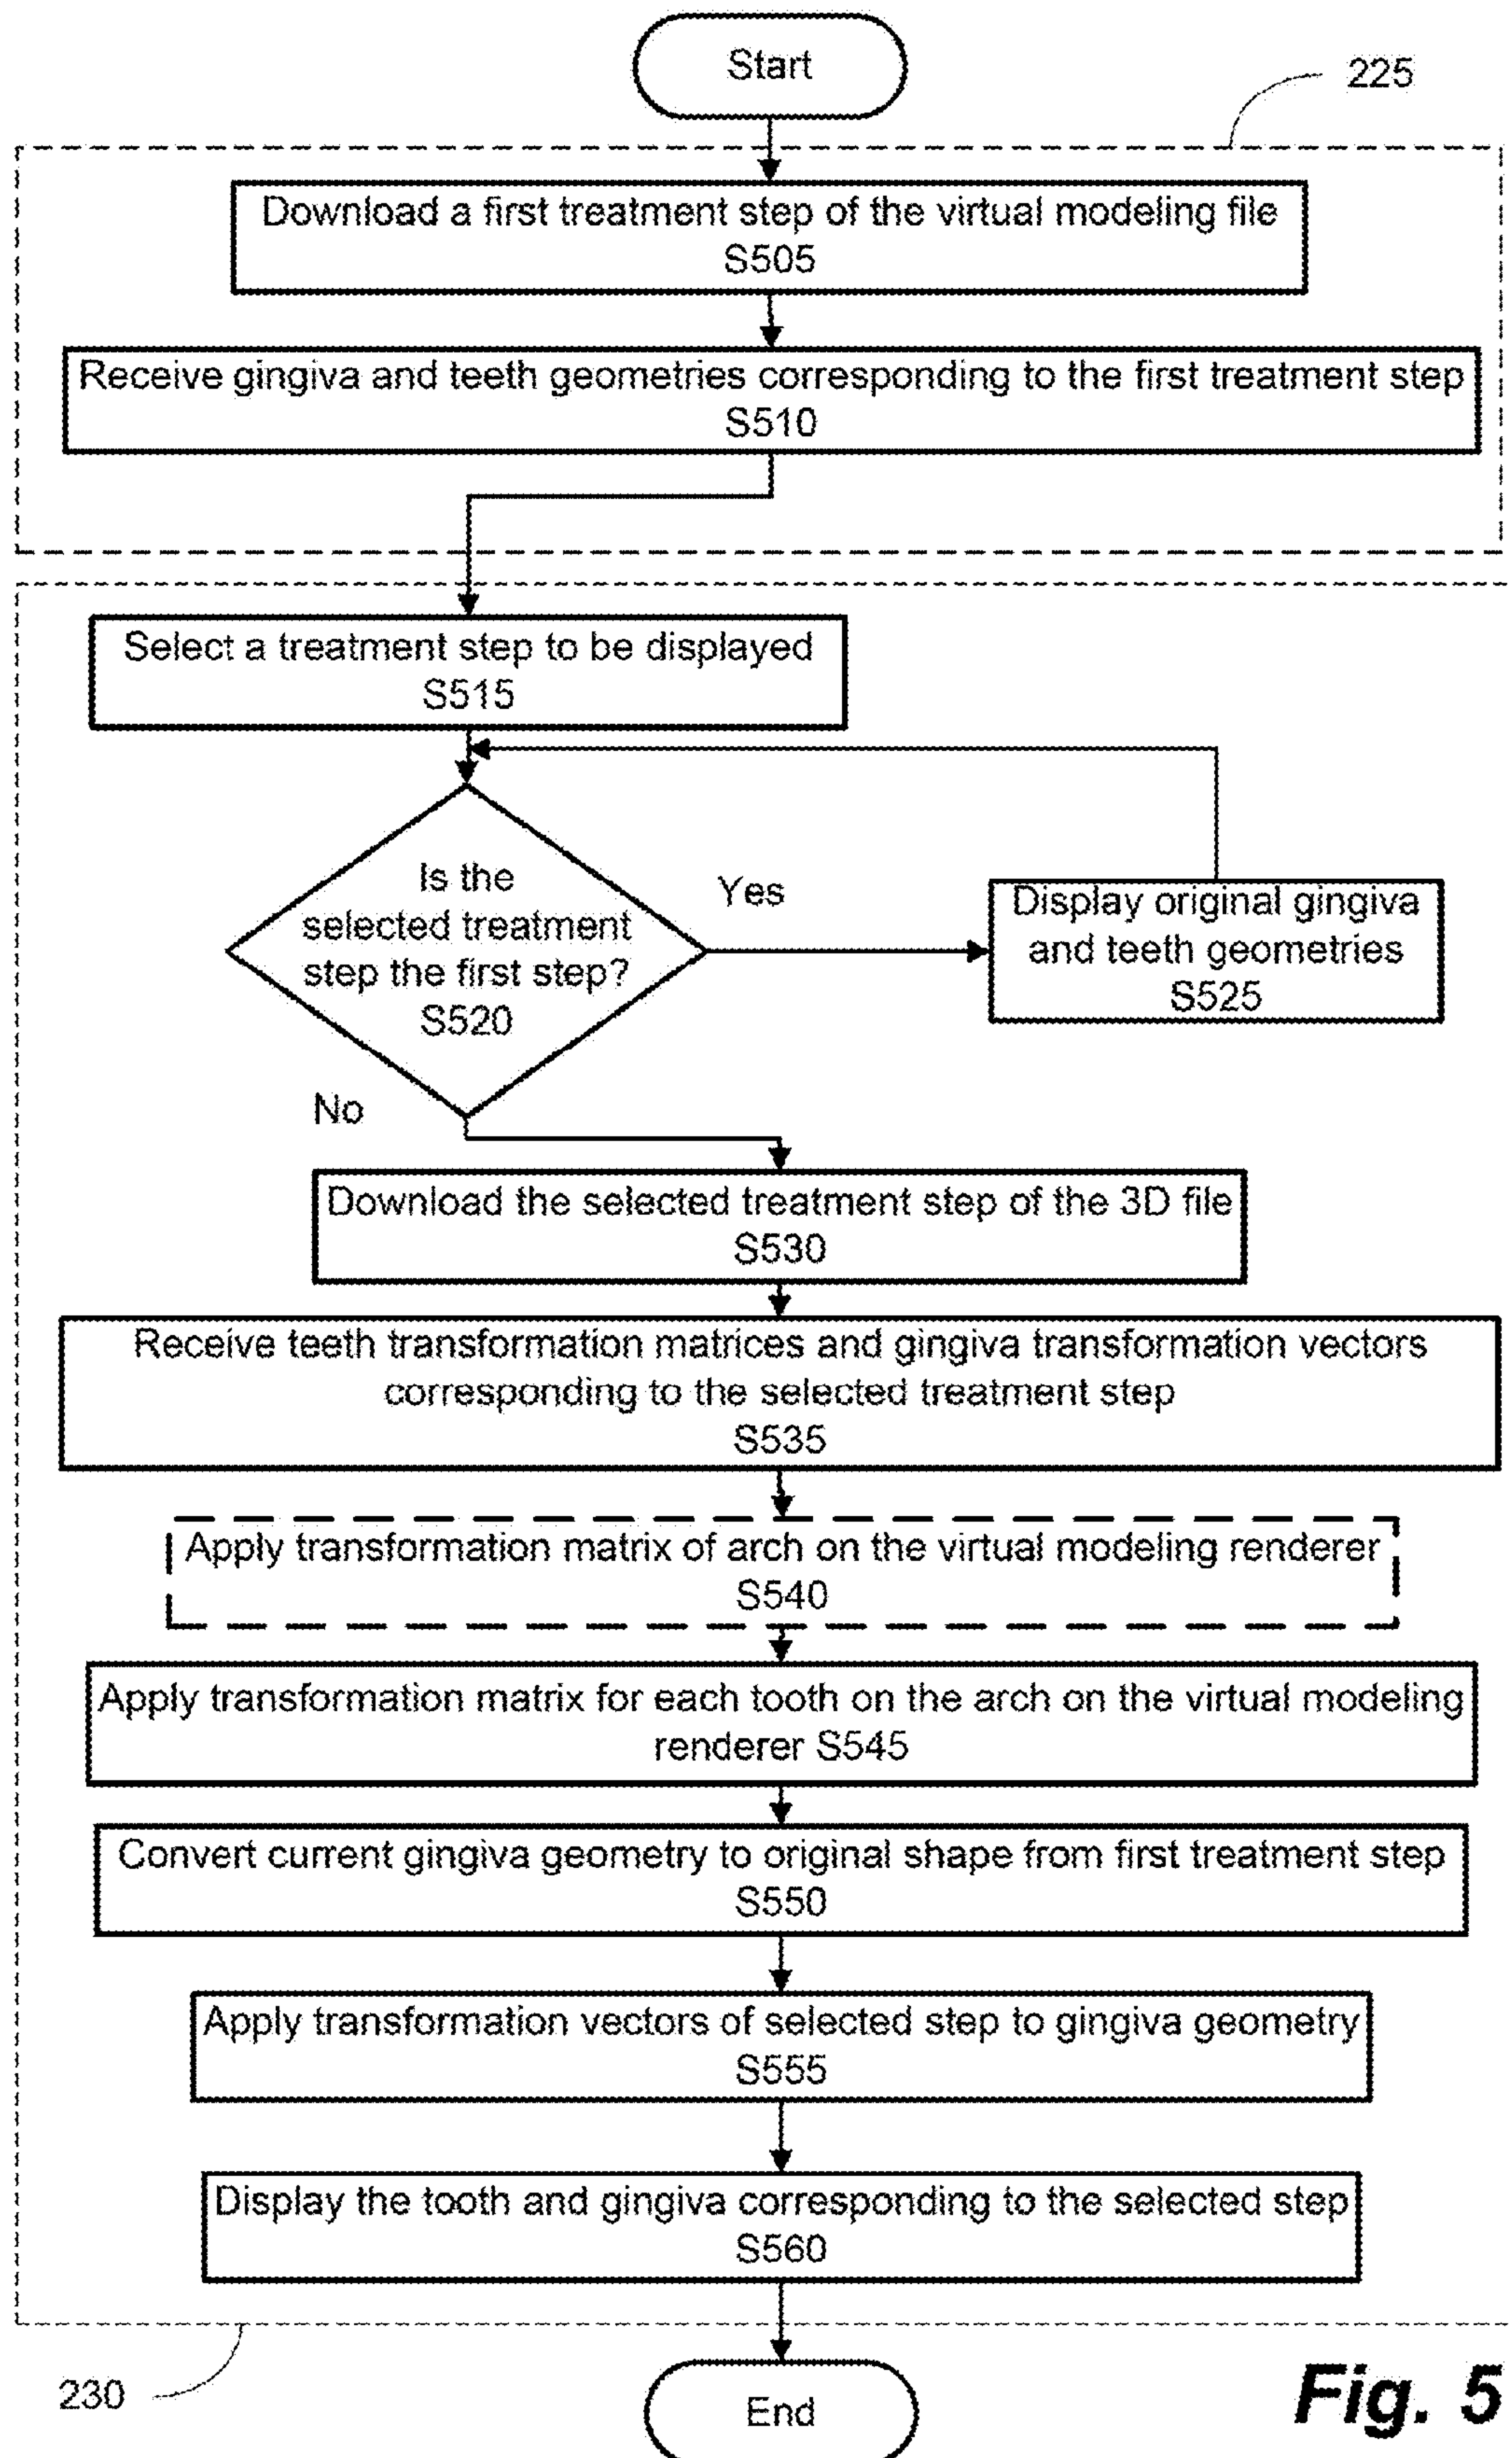 Start
225
Download a first treatment step of the virtual modeling file
S505
Receive gingiva and teeth geometries corresponding to the first treatment step
S510
Select a treatment step to be displayed
S515
Is the
selected treatment
step the first step?
S520
Yes
Display original gingiva
and teeth geometries
S525
No
Download the selected treatment step of the 3D file
S530
Receive teeth transformation matrices and gingiva transformation vectors
corresponding to the selected treatment step
S535
Apply transformation matrix of arch on the virtual modeling renderer
S540
Apply transformation matrix for each tooth on the arch on the virtual modeling
renderer S545
Convert current gingiva geometry to original shape from first treatment step
S550
Apply transformation vectors of selected step to gingiva geometry
S555
Display the tooth and gingiva corresponding to the selected step
S560
230
End
Fig. 5